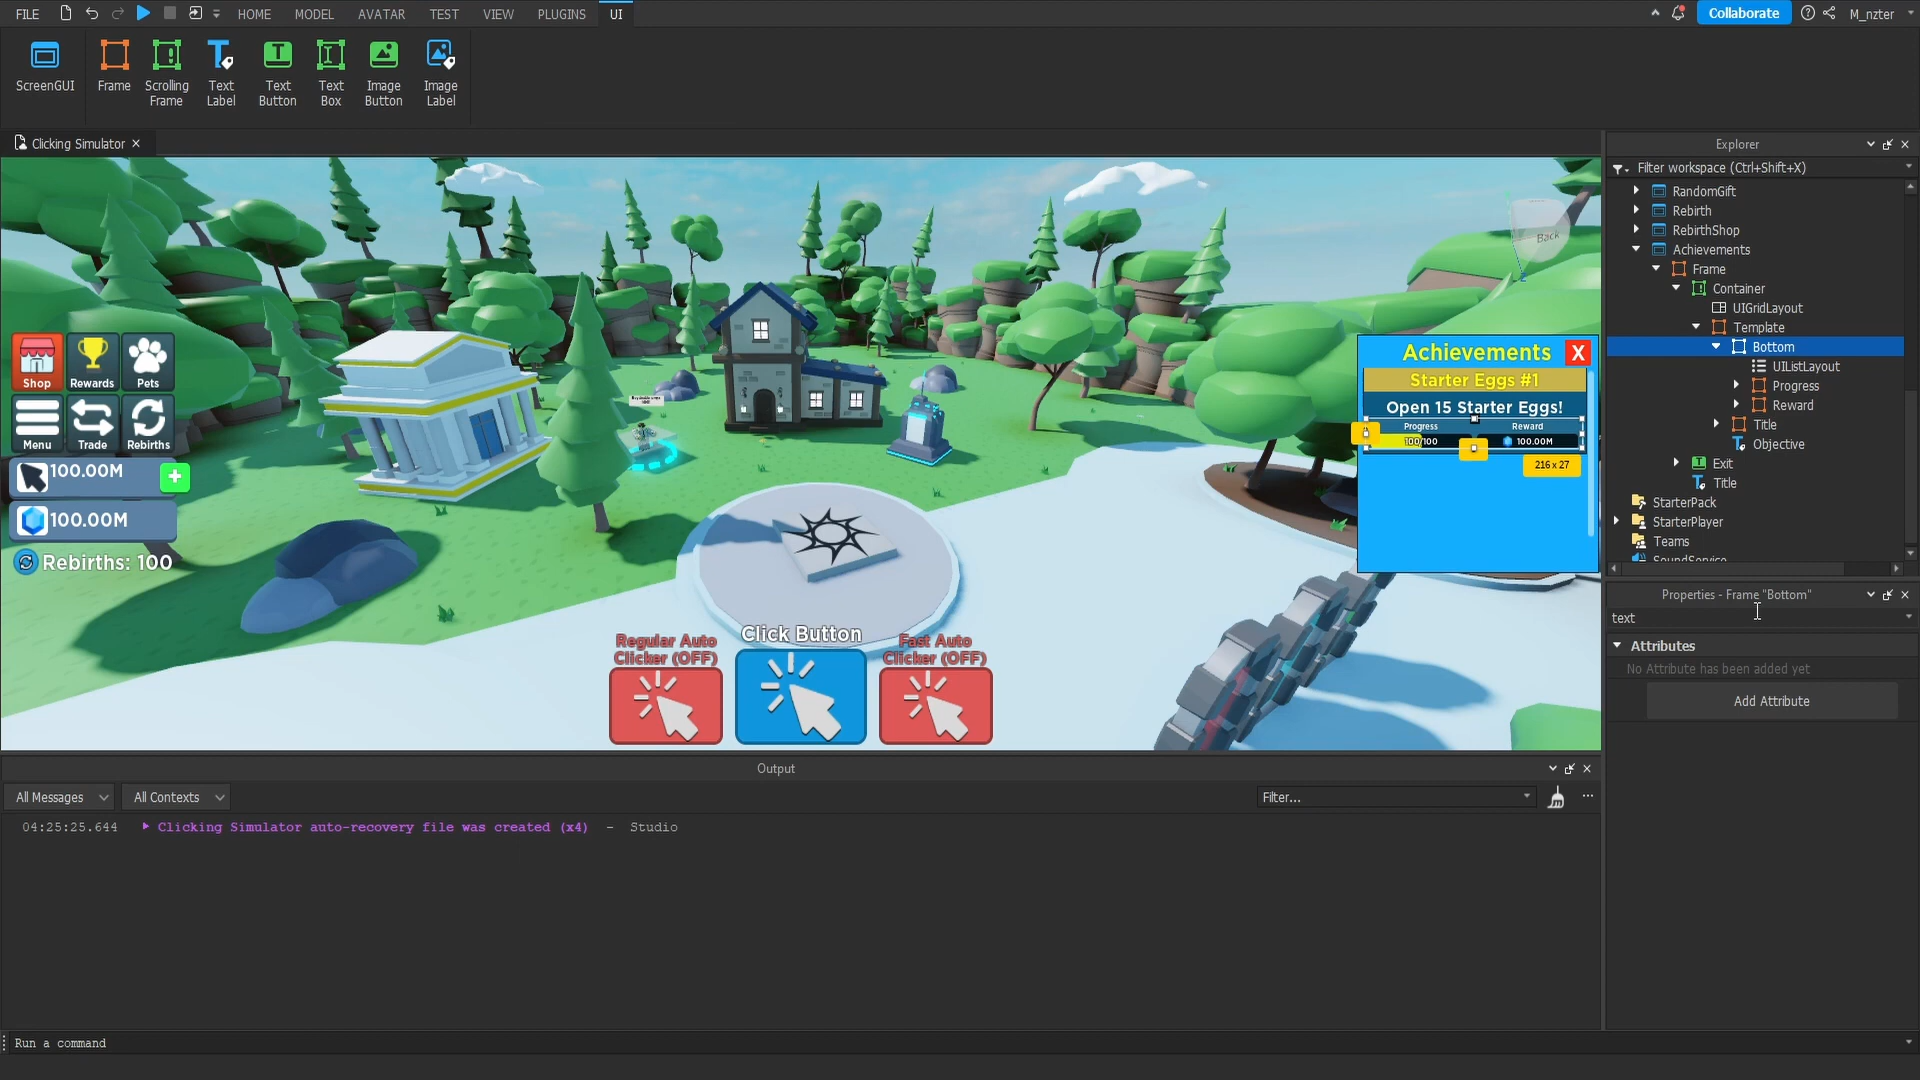 FILE HOME MODEL AVATAR TEST VIEW PLUGINS UI Collaborate M_nzter
ScreenGUI
Frame
Scrolling
Frame
Text
Label
Text
Button
Text
Box
Image
Button
Image
Label
Clicking Simulator
Shop Rewards Pets
Menu Trade Rebirths
100.00M
100.00M
Rebirths: 100
Back
Achievements X
Starter Eggs #1
Open 15 Starter Eggs!
Progress Reward
100/100 100.00M
216 x 27
Regular Auto
Clicker (OFF)
Click Button
Fast Auto
Clicker (OFF)
Explorer
Filter workspace (Ctrl+Shift+X)
RandomGift
Rebirth
RebirthShop
Achievements
Frame
Container
UIGridLayout
Template
Bottom
UIListLayout
Progress
Reward
Title
Objective
Exit
Title
StarterPack
StarterPlayer
Teams
SoundService
Properties - Frame "Bottom"
text
Attributes
No Attribute has been added yet
Add Attribute
Output
All Messages All Contexts Filter...
04:25:25.644 Clicking Simulator auto-recovery file was created (x4) - Studio
Run a command